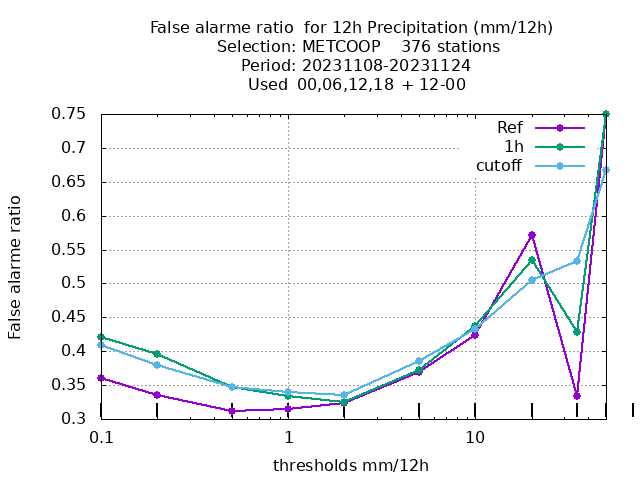 False alarme ratio  for 12h Precipitation (mm/12h)
Selection: METCOOP    376 stations
Period: 20231108-20231124
Used  00,06,12,18  + 12-00
Ref
1h
cutoff
False alarme ratio
0.75
0.7
0.65
0.6
0.55
0.5
0.45
0.4
0.35
0.3
0.1
1
10
thresholds mm/12h